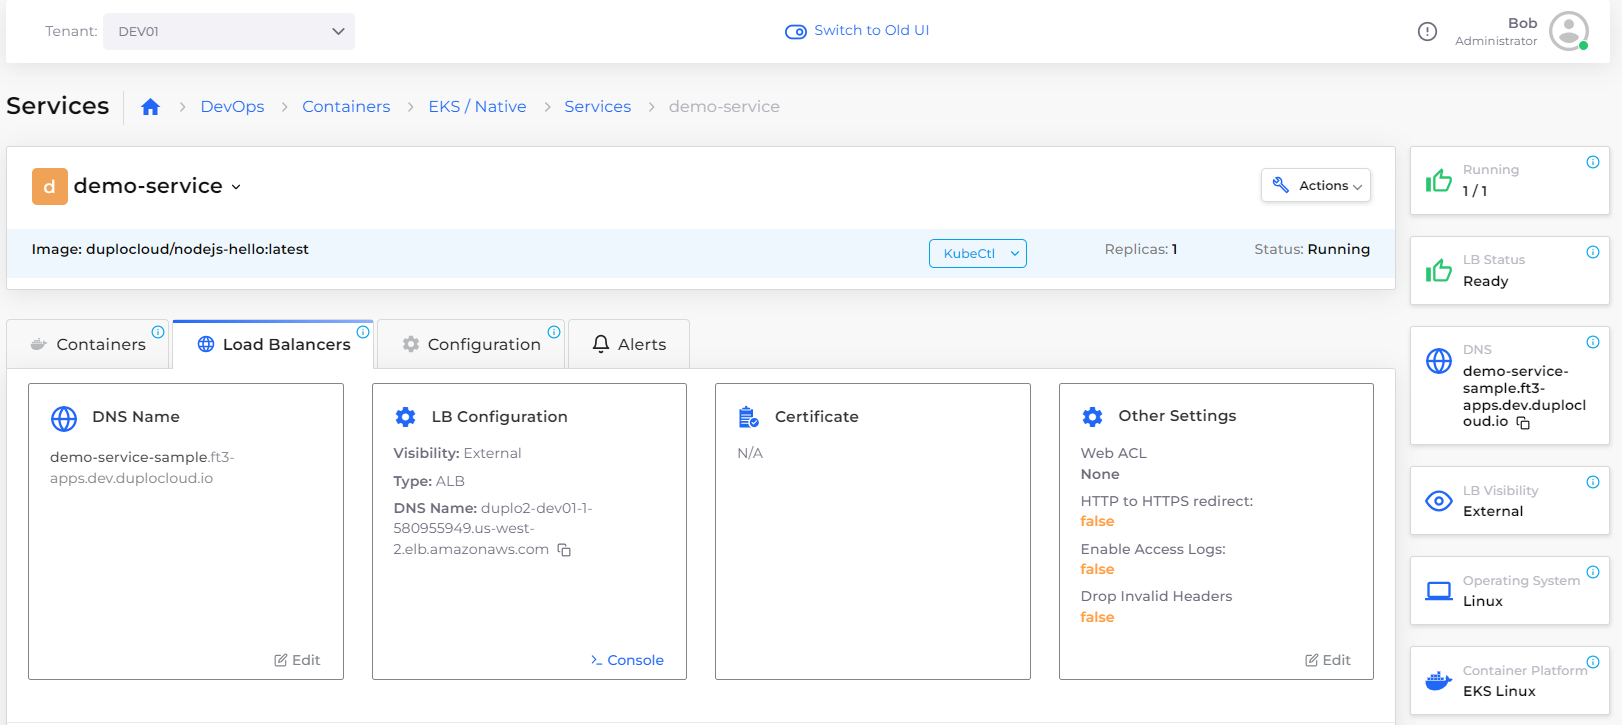 Tenant: DEV01
Switch to Old UI
Bob
Administrator
Services
DevOps
Containers
EKS / Native
Services
demo-service
d
demo-service
Actions
Image: duplocloud/nodejs-hello:latest
KubeCtl
Replicas: 1
Status: Running
Containers
Load Balancers
Configuration
Alerts
DNS Name
demo-service-sample.ft3-
apps.dev.duplocloud.io
Edit
LB Configuration
Visibility: External
Type: ALB
DNS Name: duplo2-dev01-1-
580955949.us-west-
2.elb.amazonaws.com
Console
Certificate
N/A
Other Settings
Web ACL
None
HTTP to HTTPS redirect:
false
Enable Access Logs:
false
Drop Invalid Headers
false
Edit
Running
1 / 1
LB Status
Ready
DNS
demo-service-
sample.ft3-
apps.dev.duplocl
oud.io
LB Visibility
External
Operating System
Linux
Container Platform
EKS Linux